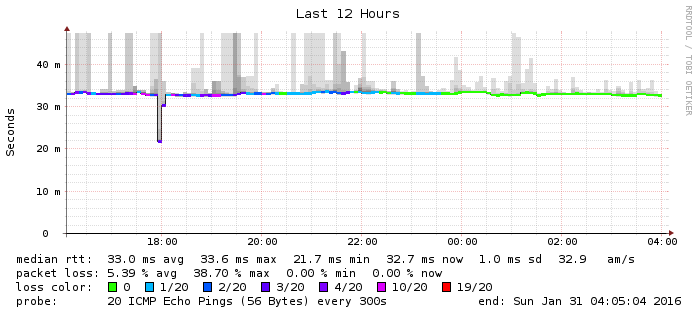 Last 12 Hours
RRDTOOL / TOBI OETIKER
Seconds
40 m
30 m
20 m
10 m
0
18:00 20:00 22:00 00:00 02:00 04:00
median rtt: 33.0 ms avg 33.6 ms max 21.7 ms min 32.7 ms now 1.0 ms sd 32.9 am/s
packet loss: 5.39 % avg 38.70 % max 0.00 % min 0.00 % now
loss color: 0 1/20 2/20 3/20 4/20 10/20 19/20
probe: 20 ICMP Echo Pings (56 Bytes) every 300s end: Sun Jan 31 04:05:04 2016